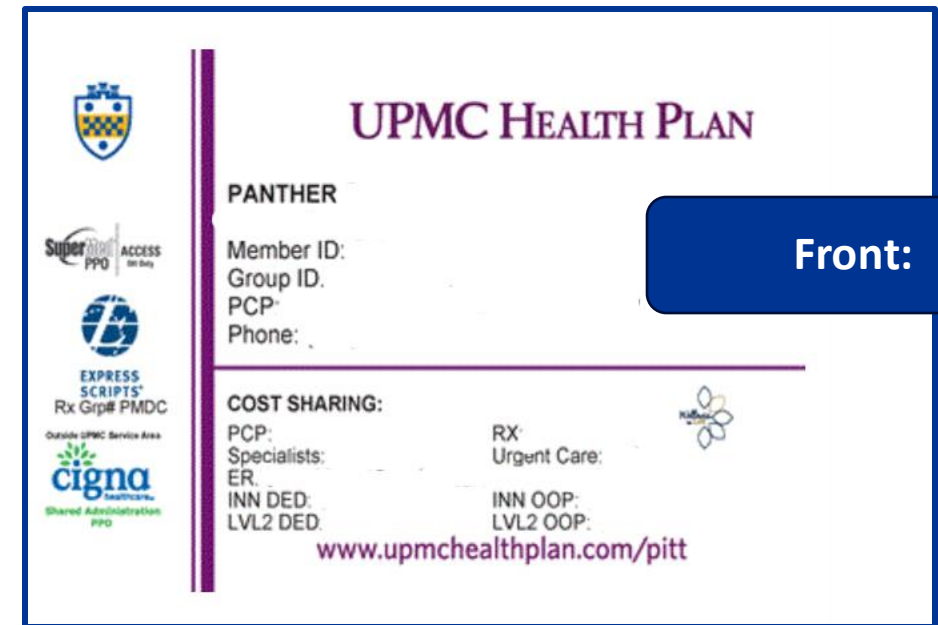 UPMC HEALTH PLAN
PANTHER
Member ID:
Group ID.
PCP:
Phone:
Front:
SuperMed PPO ACCESS
EXPRESS
SCRIPTS
Rx Grp# PMDC
Outside UPMC Service Area
cigna
healthcare
Shared Administration
PPO
COST SHARING:
PCP: RX:
Specialists: Urgent Care:
ER.
INN DED: INN OOP:
LVL2 DED: LVL2 OOP:
www.upmchealthplan.com/pitt